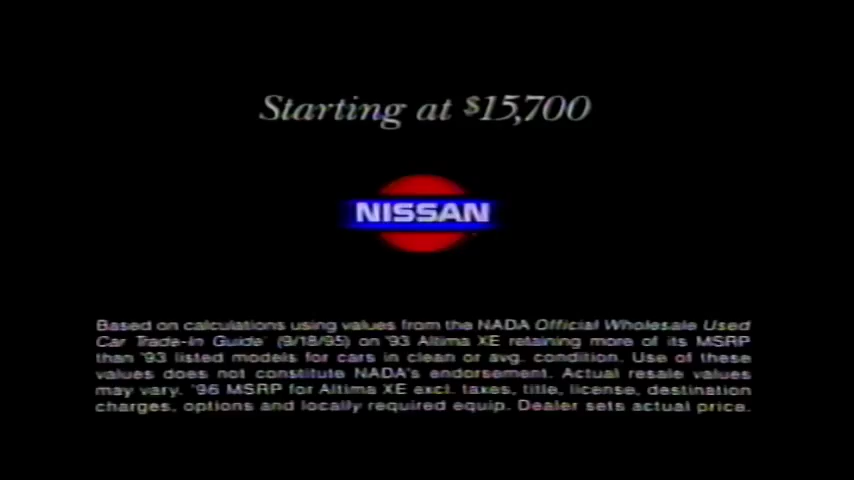 Starting at $15,700
NISSAN
Based on calculations using values from the NADA Official Wholesale Used
Car Trade-In Guide (9/18/95) on '93 Altima XE retaining more of its MSRP
than '93 listed models for cars in clean or avg. condition. Use of these
values does not constitute NADA's endorsement. Actual resale values
may vary. '96 MSRP for Altima XE excl. taxes, title, license, destination
charges, options and locally required equip. Dealer sets actual price.